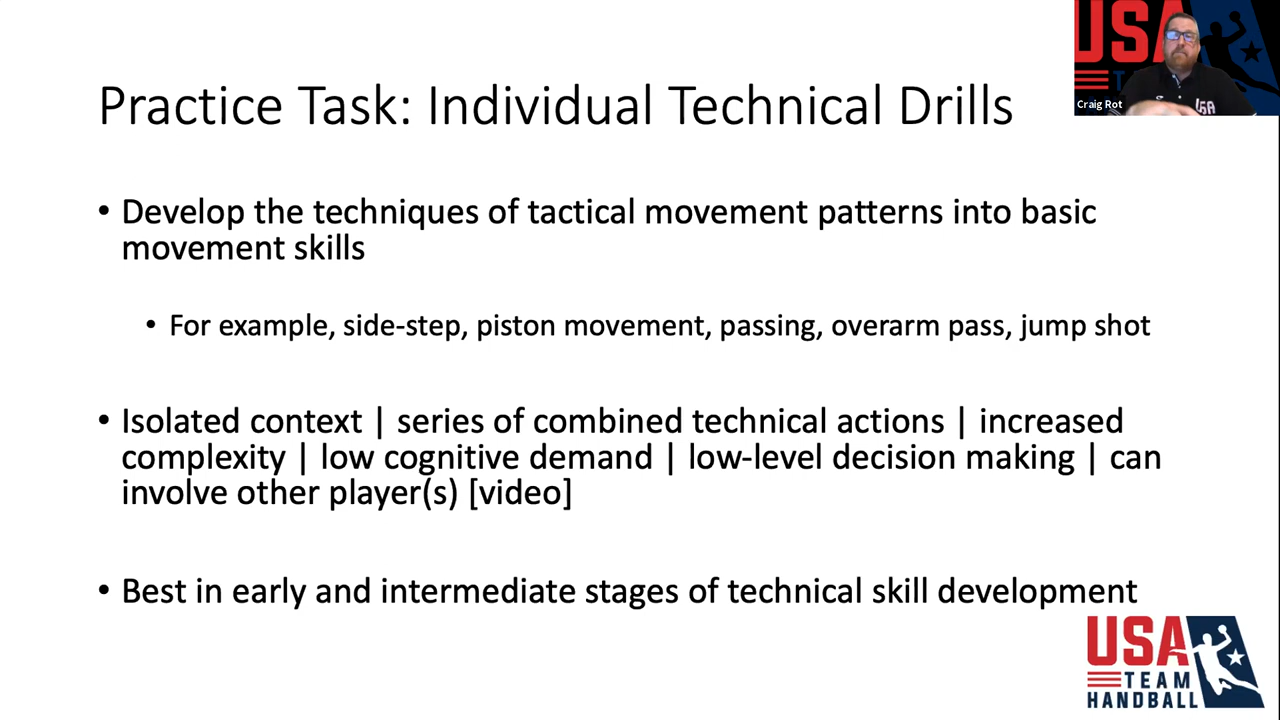 USA
T
USA
Craig Rot
Practice Task: Individual Technical Drills
• Develop the techniques of tactical movement patterns into basic
movement skills
• For example, side-step, piston movement, passing, overarm pass, jump shot
• Isolated context | series of combined technical actions | increased
complexity | low cognitive demand | low-level decision making | can
involve other player(s) [video]
• Best in early and intermediate stages of technical skill development
USA
TEAM
HANDBALL